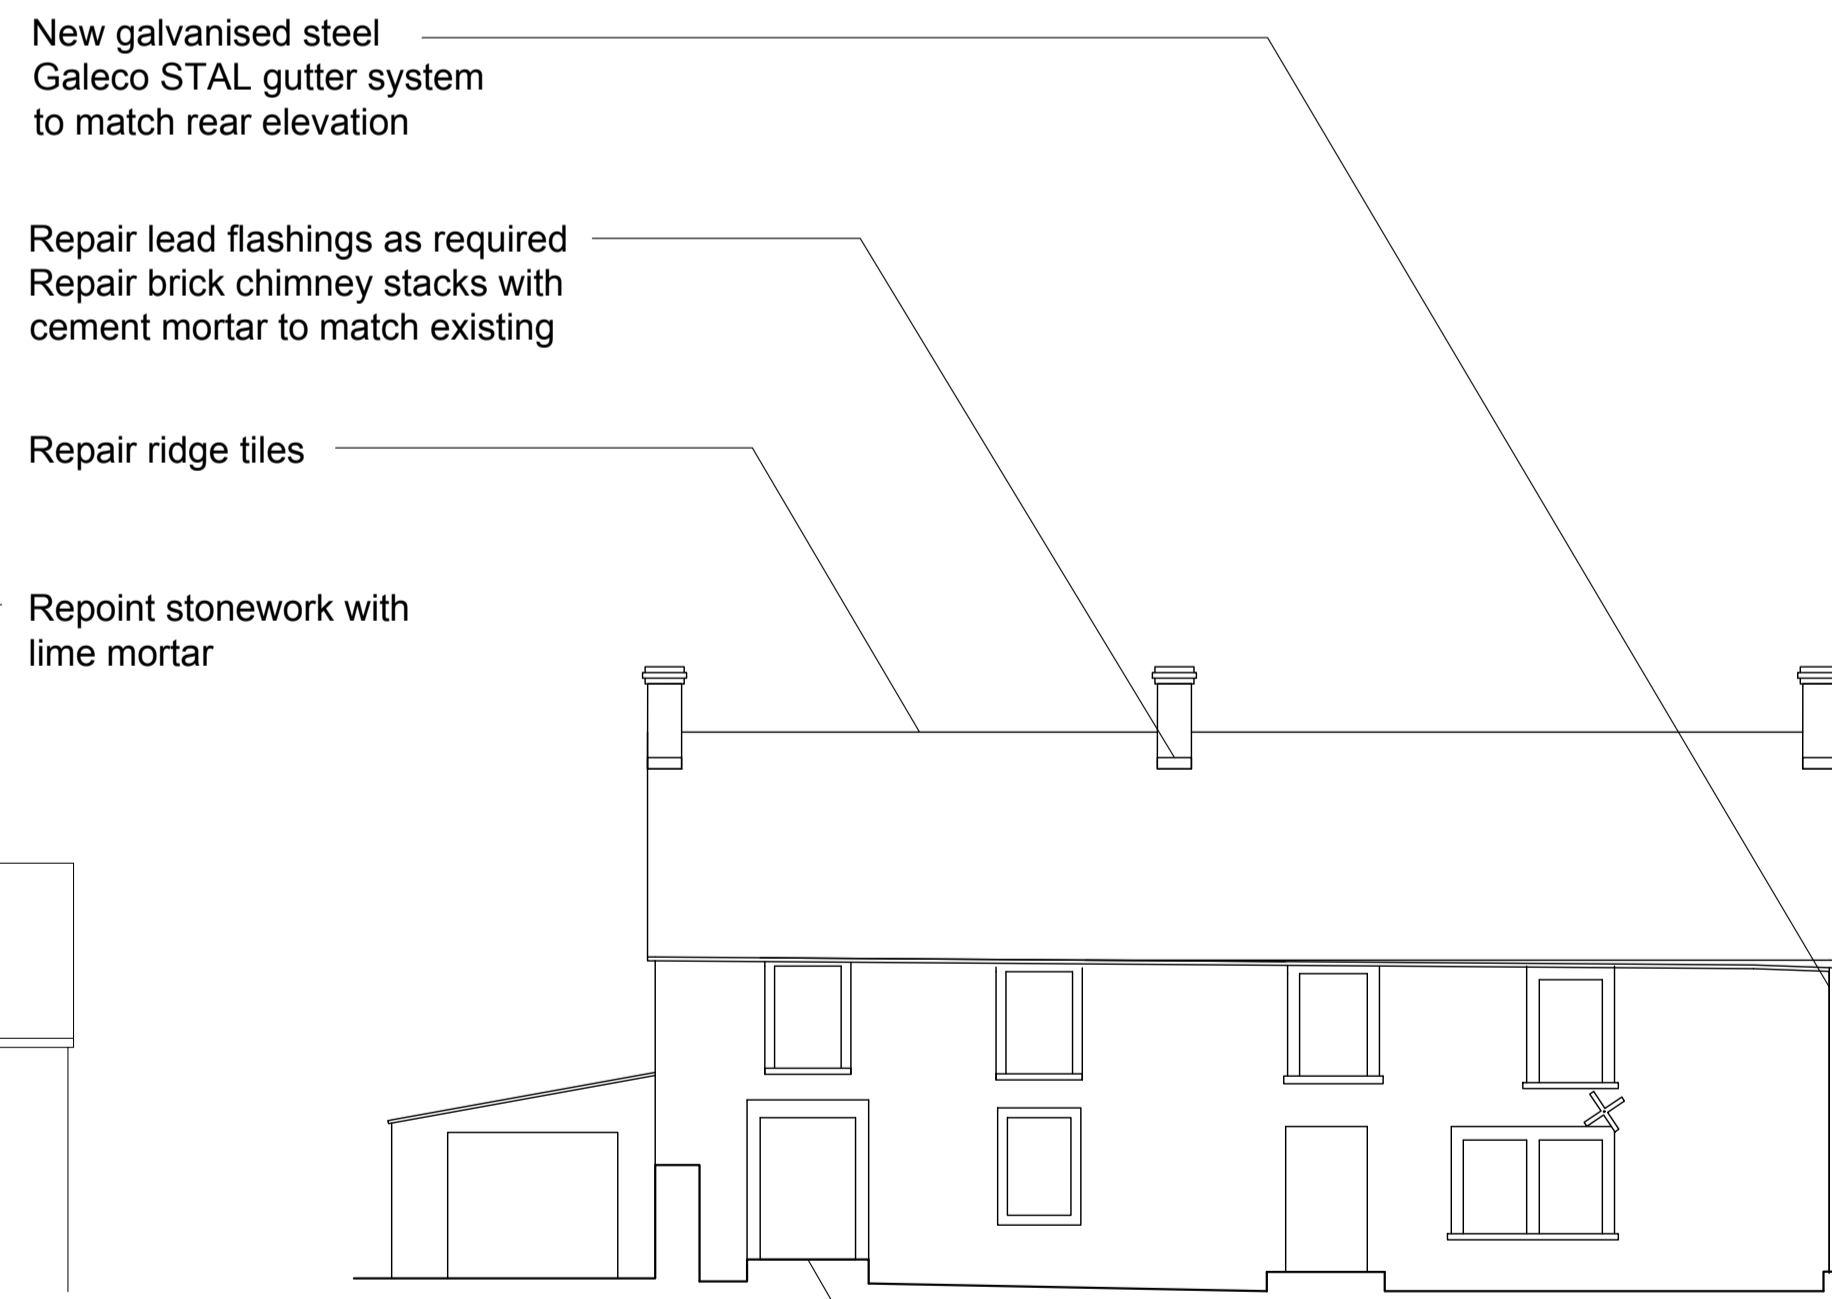 New galvanised steel
Galeco STAL gutter system
to match rear elevation
Repair lead flashings as required
Repair brick chimney stacks with
cement mortar to match existing
Repair ridge tiles
Repoint stonework with
lime mortar